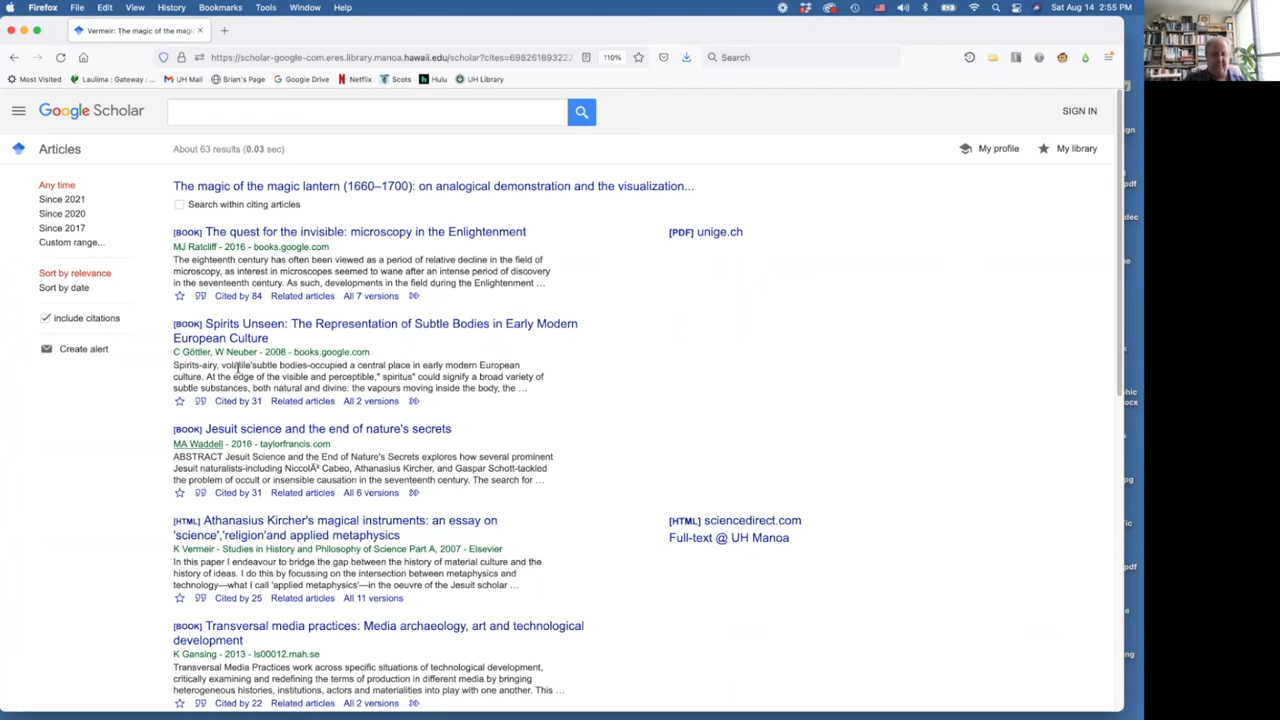 Firefox File Edit View History Bookmarks Tools Window Help Sat Aug 14 2:55 PM
Vermeir: The magic of the magi
https://scholar-google-com.eres.library.manoa.hawaii.edu/scholar?cites=698261893222 110% Search
Most Visited Laulima : Gateway : ... UH Mail Brian's Page Google Drive Netflix Scots Hulu UH Library
Google Scholar SIGN IN
Articles About 63 results (0.03 sec) My profile My library
Any time
Since 2021
Since 2020
Since 2017
Custom range...
Sort by relevance
Sort by date
include citations
Create alert
The magic of the magic lantern (1660–1700): on analogical demonstration and the visualization...
Search within citing articles
[BOOK] The quest for the invisible: microscopy in the Enlightenment [PDF] unige.ch
MJ Ratcliff - 2016 - books.google.com
The eighteenth century has often been viewed as a period of relative decline in the field of
microscopy, as interest in microscopes seemed to wane after an intense period of discovery
in the seventeenth century. As such, developments in the field during the Enlightenment ...
Cited by 84 Related articles All 7 versions
[BOOK] Spirits Unseen: The Representation of Subtle Bodies in Early Modern
European Culture
C Göttler, W Neuber - 2008 - books.google.com
Spirits-airy, volatile'subtle bodies-occupied a central place in early modern European
culture. At the edge of the visible and perceptible," spiritus" could signify a broad variety of
subtle substances, both natural and divine: the vapours moving inside the body, the ...
Cited by 31 Related articles All 2 versions
[BOOK] Jesuit science and the end of nature's secrets
MA Waddell - 2016 - taylorfrancis.com
ABSTRACT Jesuit Science and the End of Nature's Secrets explores how several prominent
Jesuit naturalists-including NiccolÃ² Cabeo, Athanasius Kircher, and Gaspar Schott-tackled
the problem of occult or insensible causation in the seventeenth century. The search for ...
Cited by 31 Related articles All 6 versions
[HTML] Athanasius Kircher's magical instruments: an essay on [HTML] sciencedirect.com
'science','religion'and applied metaphysics Full-text @ UH Manoa
K Vermeir - Studies in History and Philosophy of Science Part A, 2007 - Elsevier
In this paper I endeavour to bridge the gap between the history of material culture and the
history of ideas. I do this by focussing on the intersection between metaphysics and
technology—what I call 'applied metaphysics'—in the oeuvre of the Jesuit scholar ...
Cited by 25 Related articles All 11 versions
[BOOK] Transversal media practices: Media archaeology, art and technological
development
K Gansing - 2013 - ls00012.mah.se
Transversal Media Practices work across specific situations of technological development,
critically examining and redefining the terms of production in different media by bringing
heterogeneous histories, institutions, actors and materialities into play with one another. This ...
Cited by 22 Related articles All 2 versions